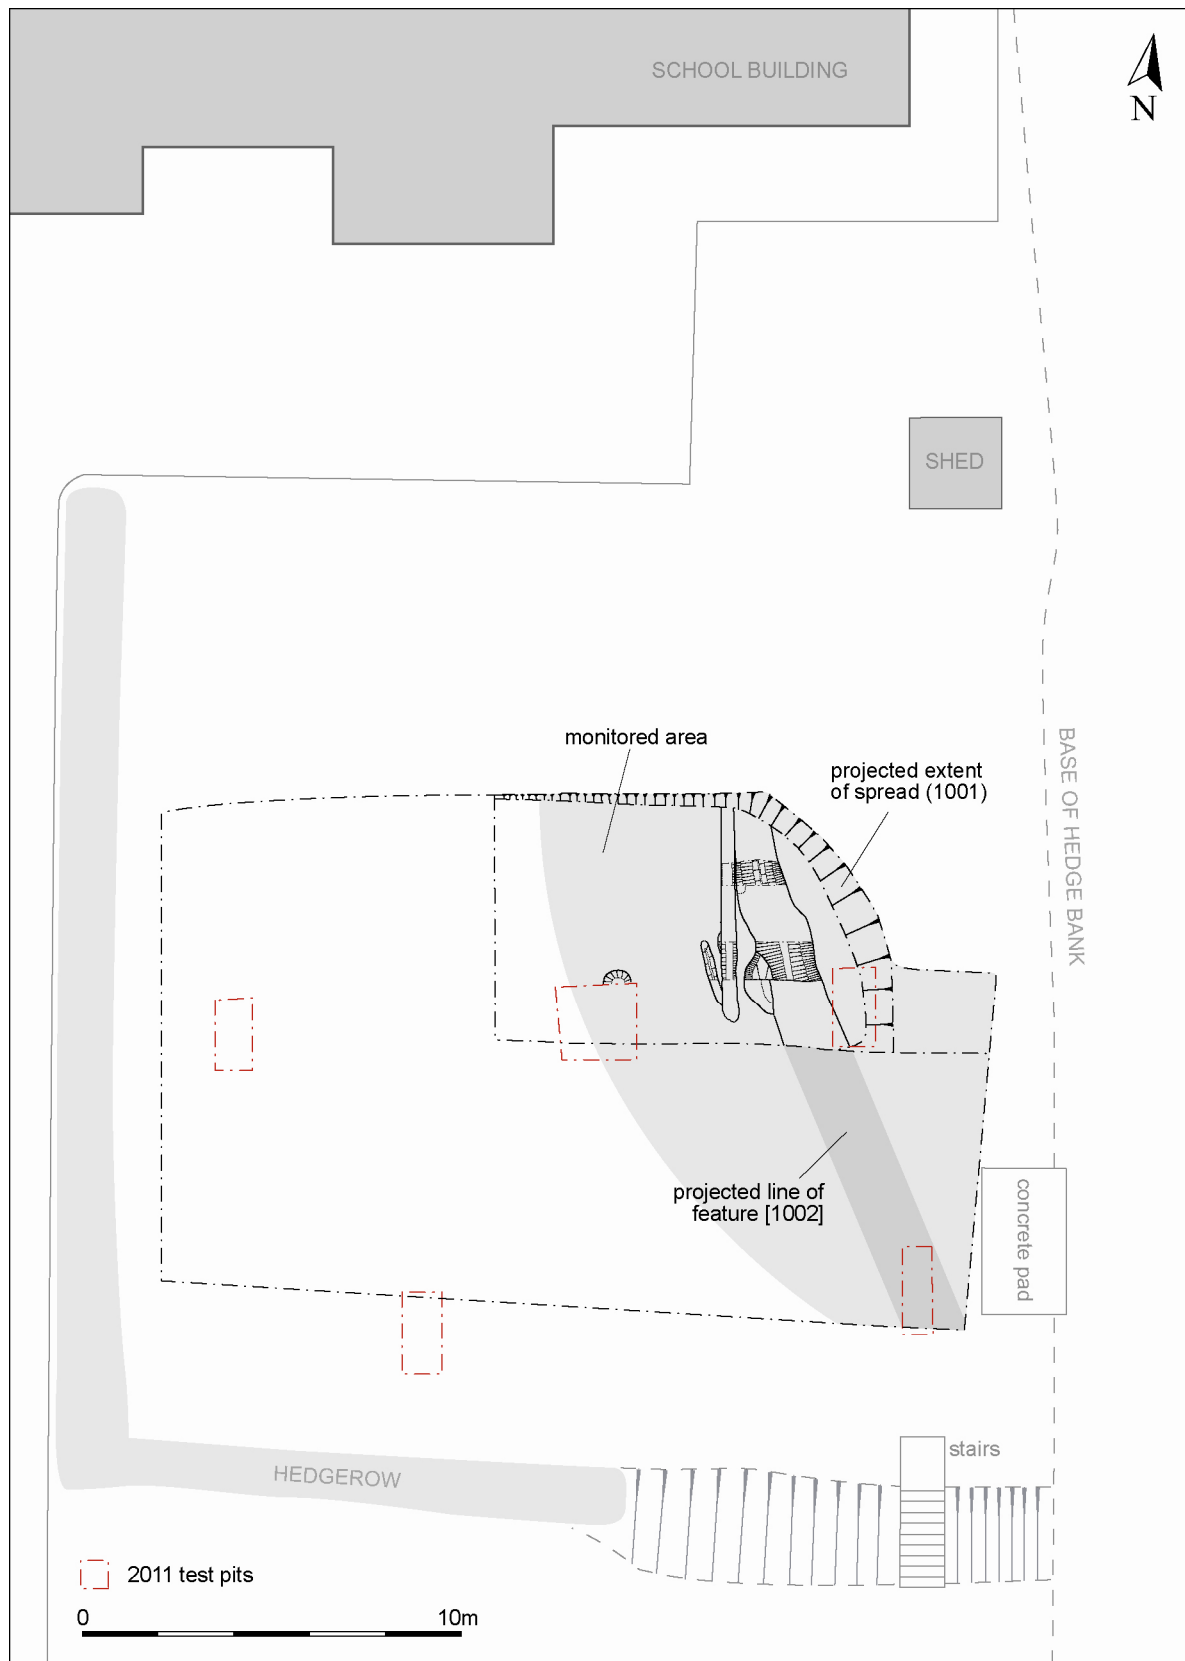 SCHOOL BUILDING
N
SHED
monitored area
projected extent
of spread (1001)
BASE OF HEDGE BANK
projected line of
feature [1002]
concrete pad
stairs
HEDGEROW
2011 test pits
0 10m